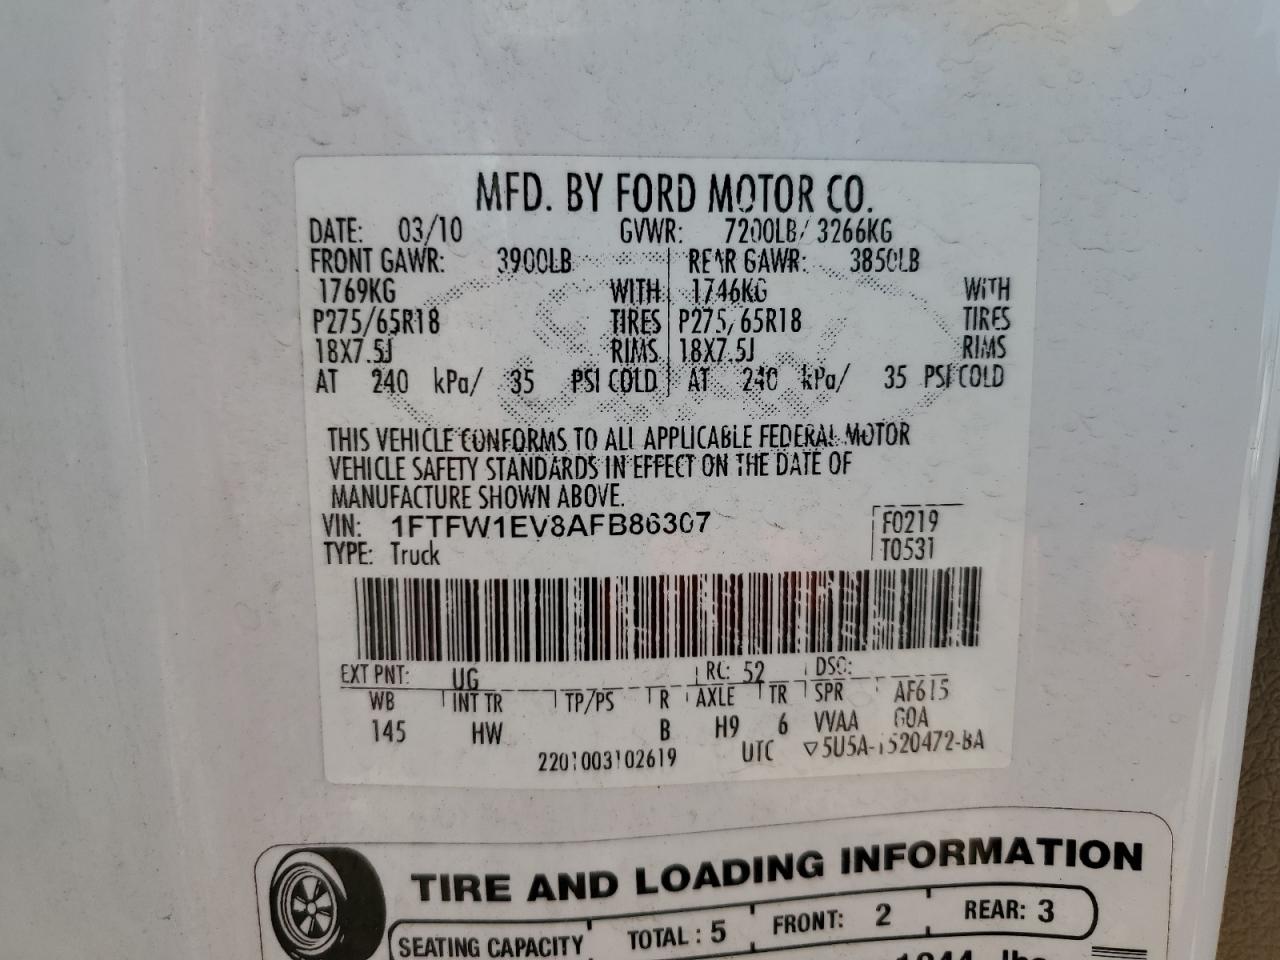 MFD. BY FORD MOTOR CO.
DATE: 03/10 GVWR: 7200LB/ 3266KG
FRONT GAWR: 3900LB REAR GAWR: 3850LB
1769KG WITH 1746KG WITH
P275/65R18 TIRES P275/65R18 TIRES
18X7.5J RIMS 18X7.5J RIMS
AT 240 kPa/ 35 PSI COLD AT 240 kPa/ 35 PSI COLD
THIS VEHICLE CONFORMS TO ALL APPLICABLE FEDERAL MOTOR
VEHICLE SAFETY STANDARDS IN EFFECT ON THE DATE OF
MANUFACTURE SHOWN ABOVE.
VIN: 1FTFW1EV8AFB86307 F0219
TYPE: Truck T0531
EXT PNT: UG RC: 52 DSO:
WB INT TR TP/PS R AXLE TR SPR AF615
145 HW B H9 6 VVAA GOA
2201003102619 UTC ▽5U5A-1520472-BA
TIRE AND LOADING INFORMATION
SEATING CAPACITY TOTAL : 5 FRONT: 2 REAR: 3